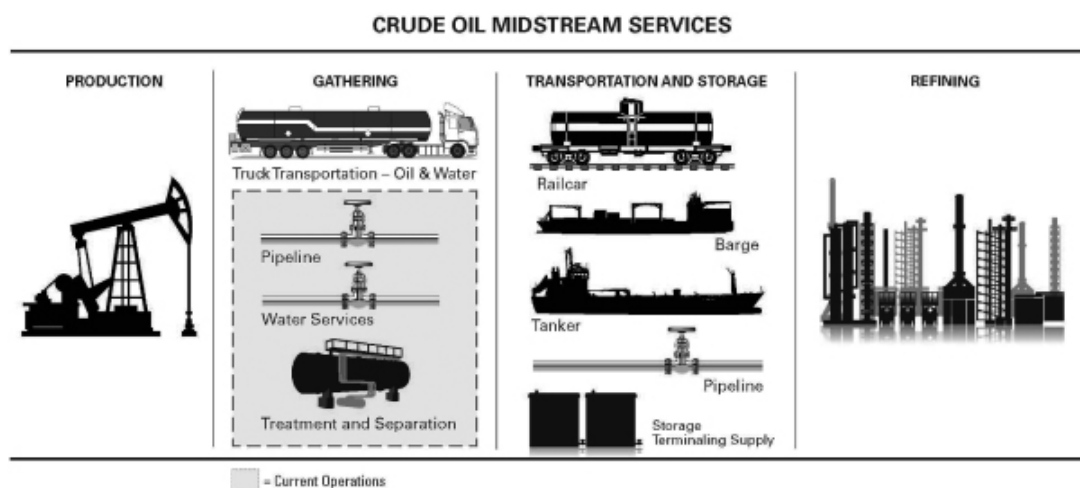 CRUDE OIL MIDSTREAM SERVICES
PRODUCTION
GATHERING
Truck Transportation – Oil & Water
Pipeline
Water Services
Treatment and Separation
TRANSPORTATION AND STORAGE
Railcar
Barge
Tanker
Pipeline
Storage
Terminaling Supply
REFINING
= Current Operations